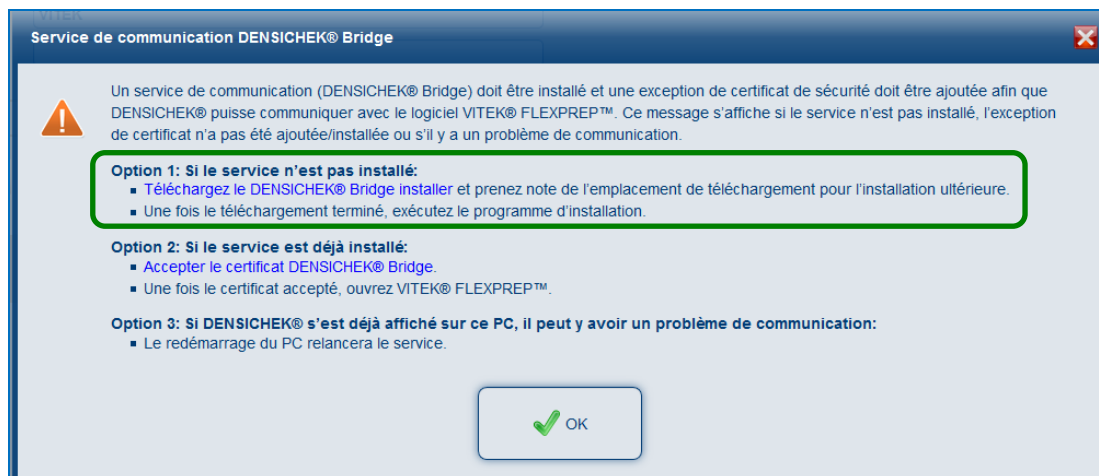 VITEK
Service de communication DENSICHEK® Bridge
Un service de communication (DENSICHEK® Bridge) doit être installé et une exception de certificat de sécurité doit être ajoutée afin que
DENSICHEK® puisse communiquer avec le logiciel VITEK® FLEXPREP™. Ce message s’affiche si le service n’est pas installé, l’exception
de certificat n’a pas été ajoutée/installée ou s’il y a un problème de communication.
Option 1: Si le service n’est pas installé:
▪ Téléchargez le DENSICHEK® Bridge installer et prenez note de l’emplacement de téléchargement pour l’installation ultérieure.
▪ Une fois le téléchargement terminé, exécutez le programme d’installation.
Option 2: Si le service est déjà installé:
▪ Accepter le certificat DENSICHEK® Bridge.
▪ Une fois le certificat accepté, ouvrez VITEK® FLEXPREP™.
Option 3: Si DENSICHEK® s’est déjà affiché sur ce PC, il peut y avoir un problème de communication:
▪ Le redémarrage du PC relancera le service.
OK